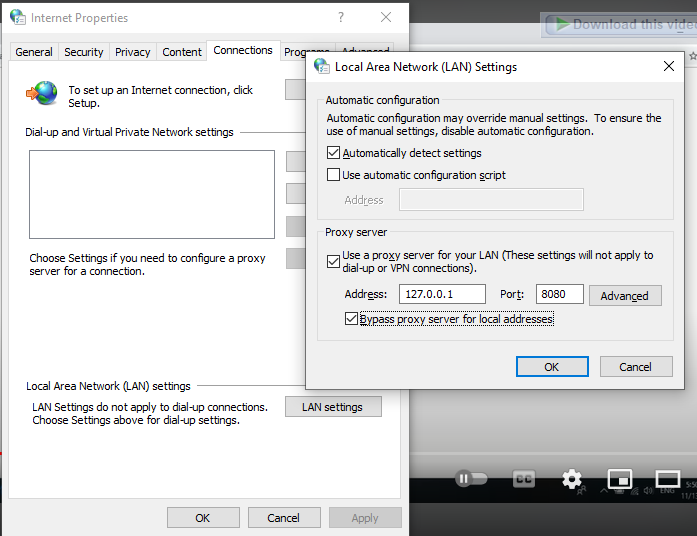 Internet Properties
?
General
Security
Privacy
Content
Connections
Programs
Advanced
To set up an Internet connection, click
Setup.
Dial-up and Virtual Private Network settings
Choose Settings if you need to configure a proxy
server for a connection.
Local Area Network (LAN) settings
LAN Settings do not apply to dial-up connections.
Choose Settings above for dial-up settings.
LAN settings
OK
Cancel
Apply
Download this video
Local Area Network (LAN) Settings
Automatic configuration
Automatic configuration may override manual settings. To ensure the
use of manual settings, disable automatic configuration.
Automatically detect settings
Use automatic configuration script
Address
Proxy server
Use a proxy server for your LAN (These settings will not apply to
dial-up or VPN connections).
Address: 127.0.0.1 Port: 8080 Advanced
Bypass proxy server for local addresses
OK
Cancel
CC
ENG